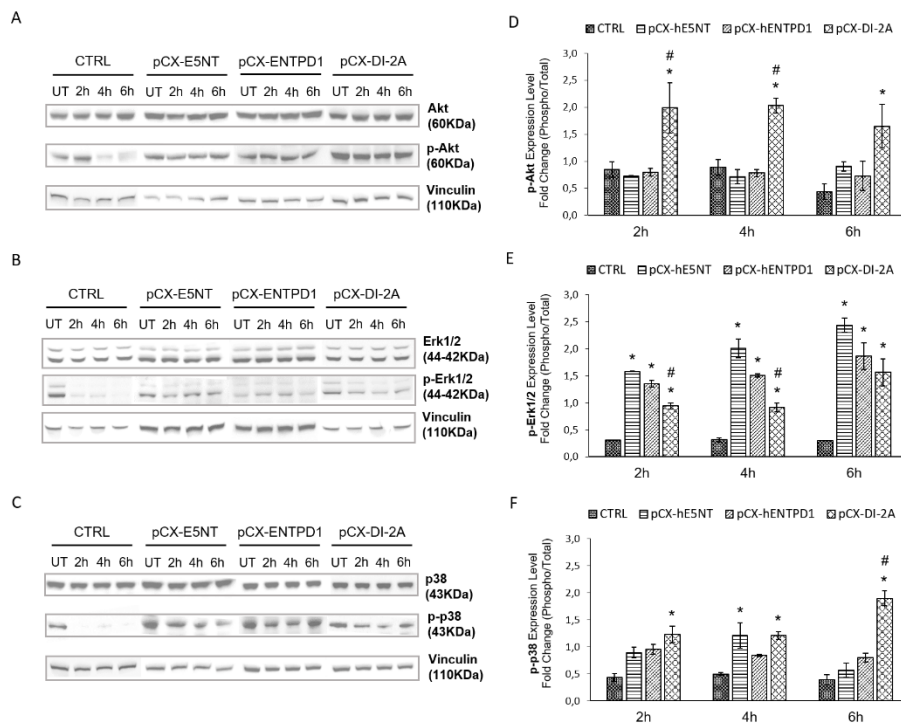 A
CTRL pCX-E5NT pCX-ENTPD1 pCX-DI-2A
UT 2h 4h 6h UT 2h 4h 6h UT 2h 4h 6h UT 2h 4h 6h
Akt
(60KDa)
p-Akt
(60KDa)
Vinculin
(110KDa)
B
CTRL pCX-E5NT pCX-ENTPD1 pCX-DI-2A
UT 2h 4h 6h UT 2h 4h 6h UT 2h 4h 6h UT 2h 4h 6h
Erk1/2
(44-42KDa)
p-Erk1/2
(44-42KDa)
Vinculin
(110KDa)
C
CTRL pCX-E5NT pCX-ENTPD1 pCX-DI-2A
UT 2h 4h 6h UT 2h 4h 6h UT 2h 4h 6h UT 2h 4h 6h
p38
(43KDa)
p-p38
(43KDa)
Vinculin
(110KDa)
D
CTRL pCX-hE5NT pCX-hENTPD1 pCX-DI-2A
p-Akt Expression Level
Fold Change (Phospho/Total)
3,0
2,5
2,0
1,5
1,0
0,5
0,0
# # 
* * *
2h 4h 6h
E
CTRL pCX-hE5NT pCX-hENTPD1 pCX-DI-2A
p-Erk1/2 Expression Level
Fold Change (Phospho/Total)
3,0
2,5
2,0
1,5
1,0
0,5
0,0
* * # * * * # * * * *
2h 4h 6h
F
CTRL pCX-hE5NT pCX-hENTPD1 pCX-DI-2A
p-p38 Expression Level
Fold Change (Phospho/Total)
3,0
2,5
2,0
1,5
1,0
0,5
0,0
* * * # *
2h 4h 6h